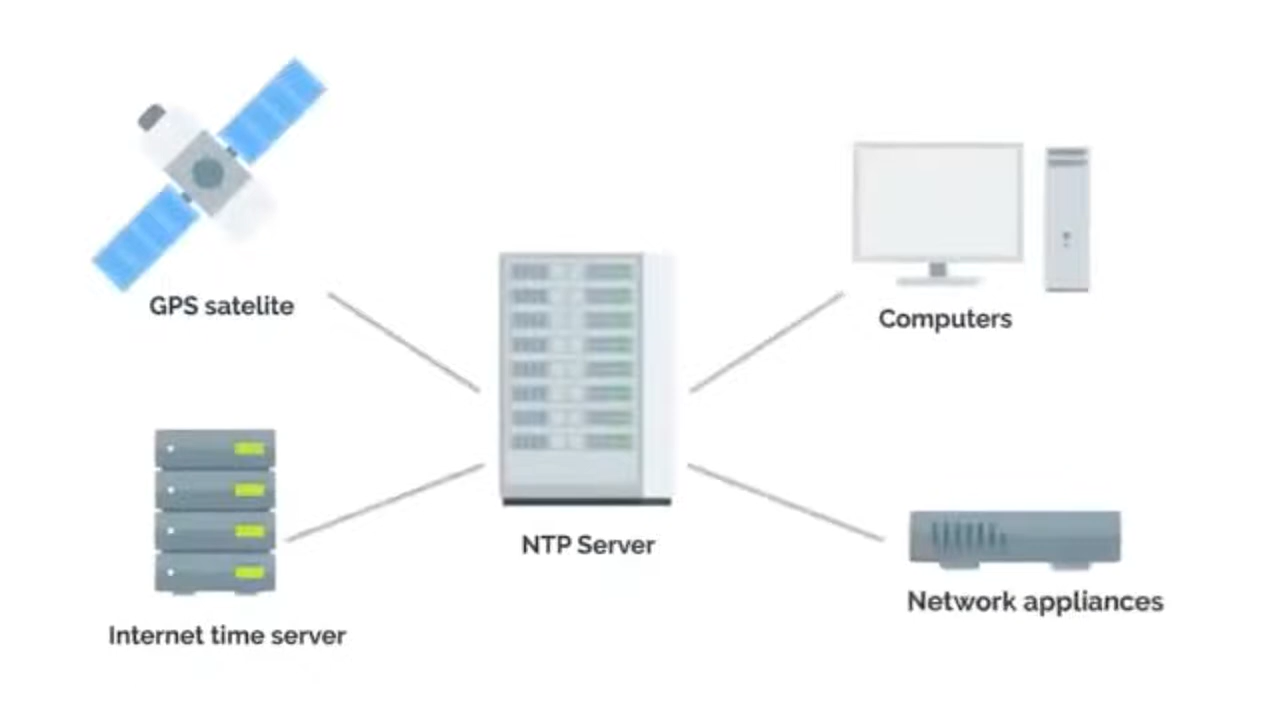 GPS satelite
Computers
NTP Server
Network appliances
Internet time server